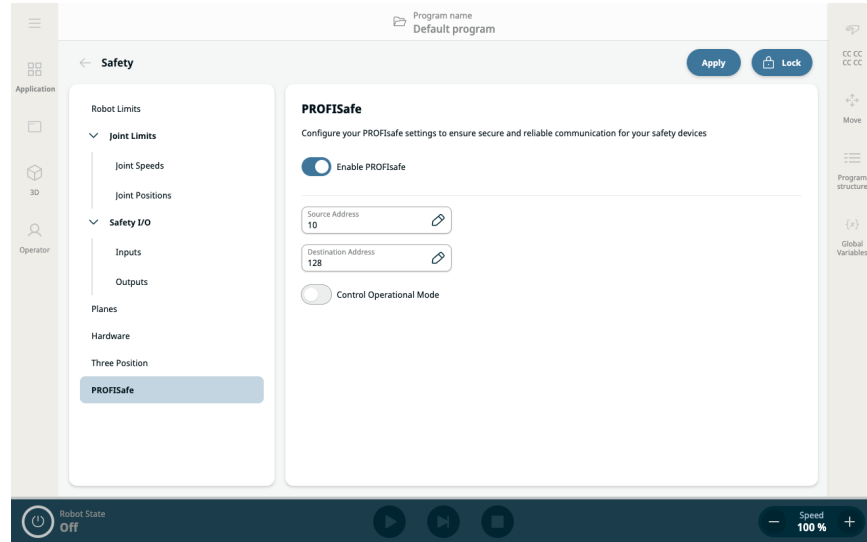 Program name
Default program
Safety
Apply
Lock
Application
3D
Operator
Robot Limits
Joint Limits
Joint Speeds
Joint Positions
Safety I/O
Inputs
Outputs
Planes
Hardware
Three Position
PROFISafe
PROFISafe
Configure your PROFIsafe settings to ensure secure and reliable communication for your safety devices
Enable PROFIsafe
Source Address
10
Destination Address
128
Control Operational Mode
CC CC
CC CC
Move
Program
structure
{x}
Global
Variables
Robot State
Off
Speed
100 %